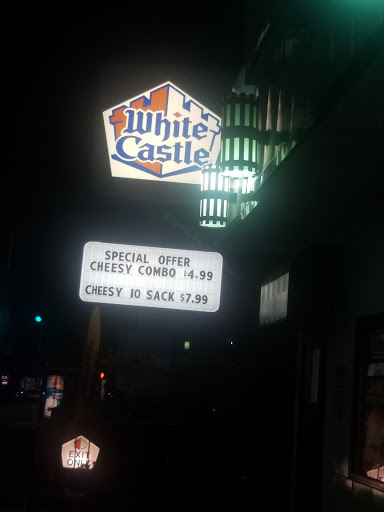 White
Castle
SPECIAL OFFER
CHEESY COMBO $4.99
CHEESY 10 SACK $7.99
EXIT
ONLY